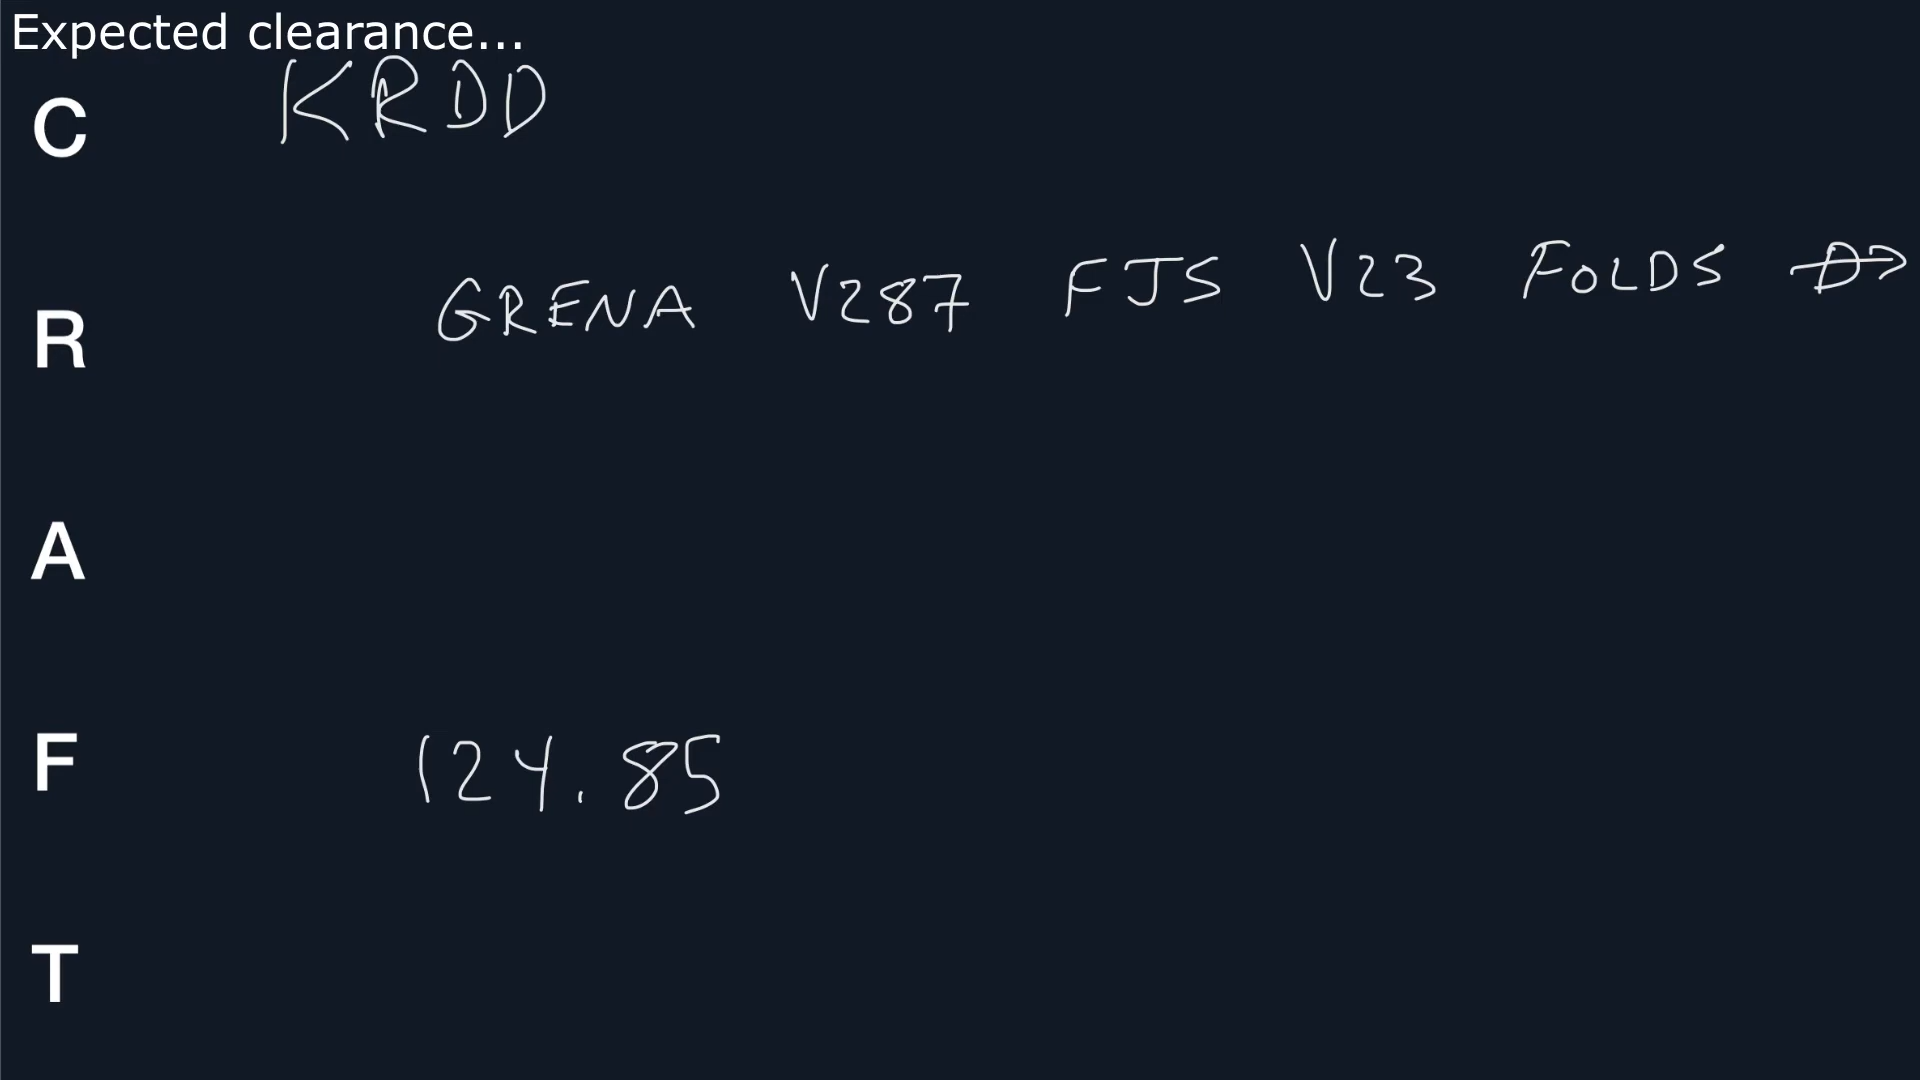 Expected clearance...
C KRDD
R GRENA V287 FJS V23 FOLDS D→
A
F 124.85
T